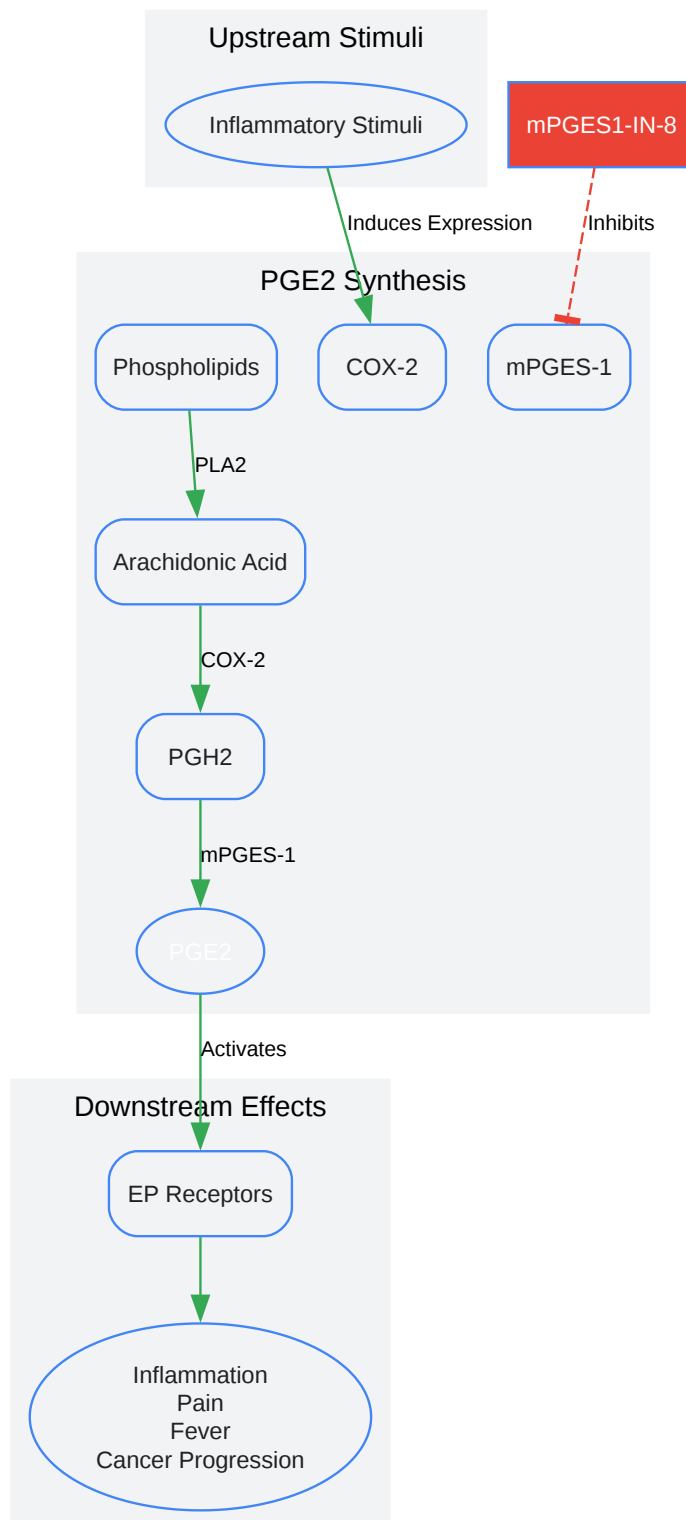 Upstream Stimuli
Inflammatory Stimuli
mPGES1-IN-8
Induces Expression
Inhibits
PGE2 Synthesis
Phospholipids
COX-2
mPGES-1
PLA2
Arachidonic Acid
COX-2
PGH2
mPGES-1
PGE2
Activates
Downstream Effects
EP Receptors
Inflammation
Pain
Fever
Cancer Progression